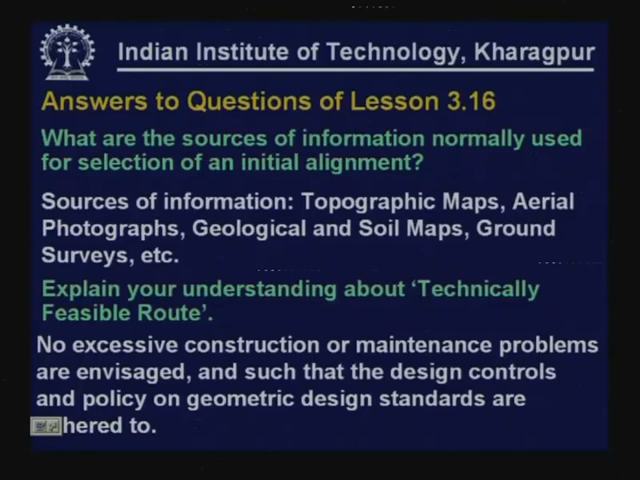 Indian Institute of Technology, Kharagpur
Answers to Questions of Lesson 3.16
What are the sources of information normally used
for selection of an initial alignment?
Sources of information: Topographic Maps, Aerial
Photographs, Geological and Soil Maps, Ground
Surveys, etc.
Explain your understanding about ‘Technically
Feasible Route’.
No excessive construction or maintenance problems
are envisaged, and such that the design controls
and policy on geometric design standards are
hered to.